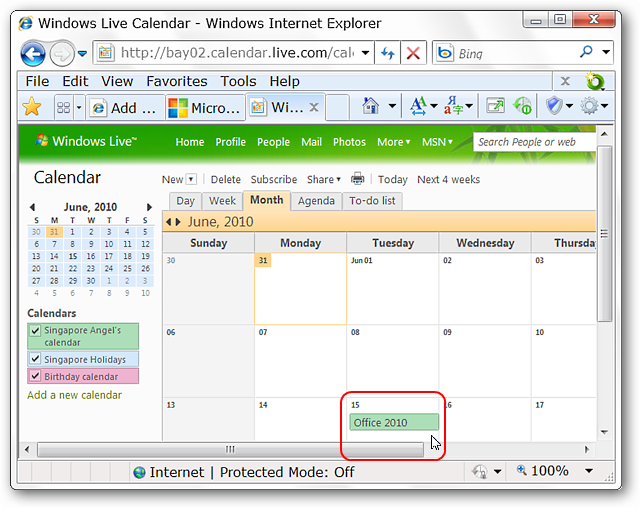 Windows Live Calendar - Windows Internet Explorer
http://bay02.calendar.live.com/cal
Bing
File Edit View Favorites Tools Help
Add ... Micro... Wi...
Windows Live™ Home Profile People Mail Photos More MSN Search People or web
Calendar
New Delete Subscribe Share Today Next 4 weeks
Day Week Month Agenda To-do list
June, 2010
June, 2010
S M T W T F S
30 31 1 2 3 4 5
6 7 8 9 10 11 12
13 14 15 16 17 18 19
20 21 22 23 24 25 26
27 28 29 30 1 2 3
4 5 6 7 8 9 10
Calendars
Singapore Angel's
calendar
Singapore Holidays
Birthday calendar
Add a new calendar
Sunday Monday Tuesday Wednesday Thursd
30 31 Jun 01 02 03
06 07 08 09 10
13 14 15 16 17
Office 2010
Internet | Protected Mode: Off
100%